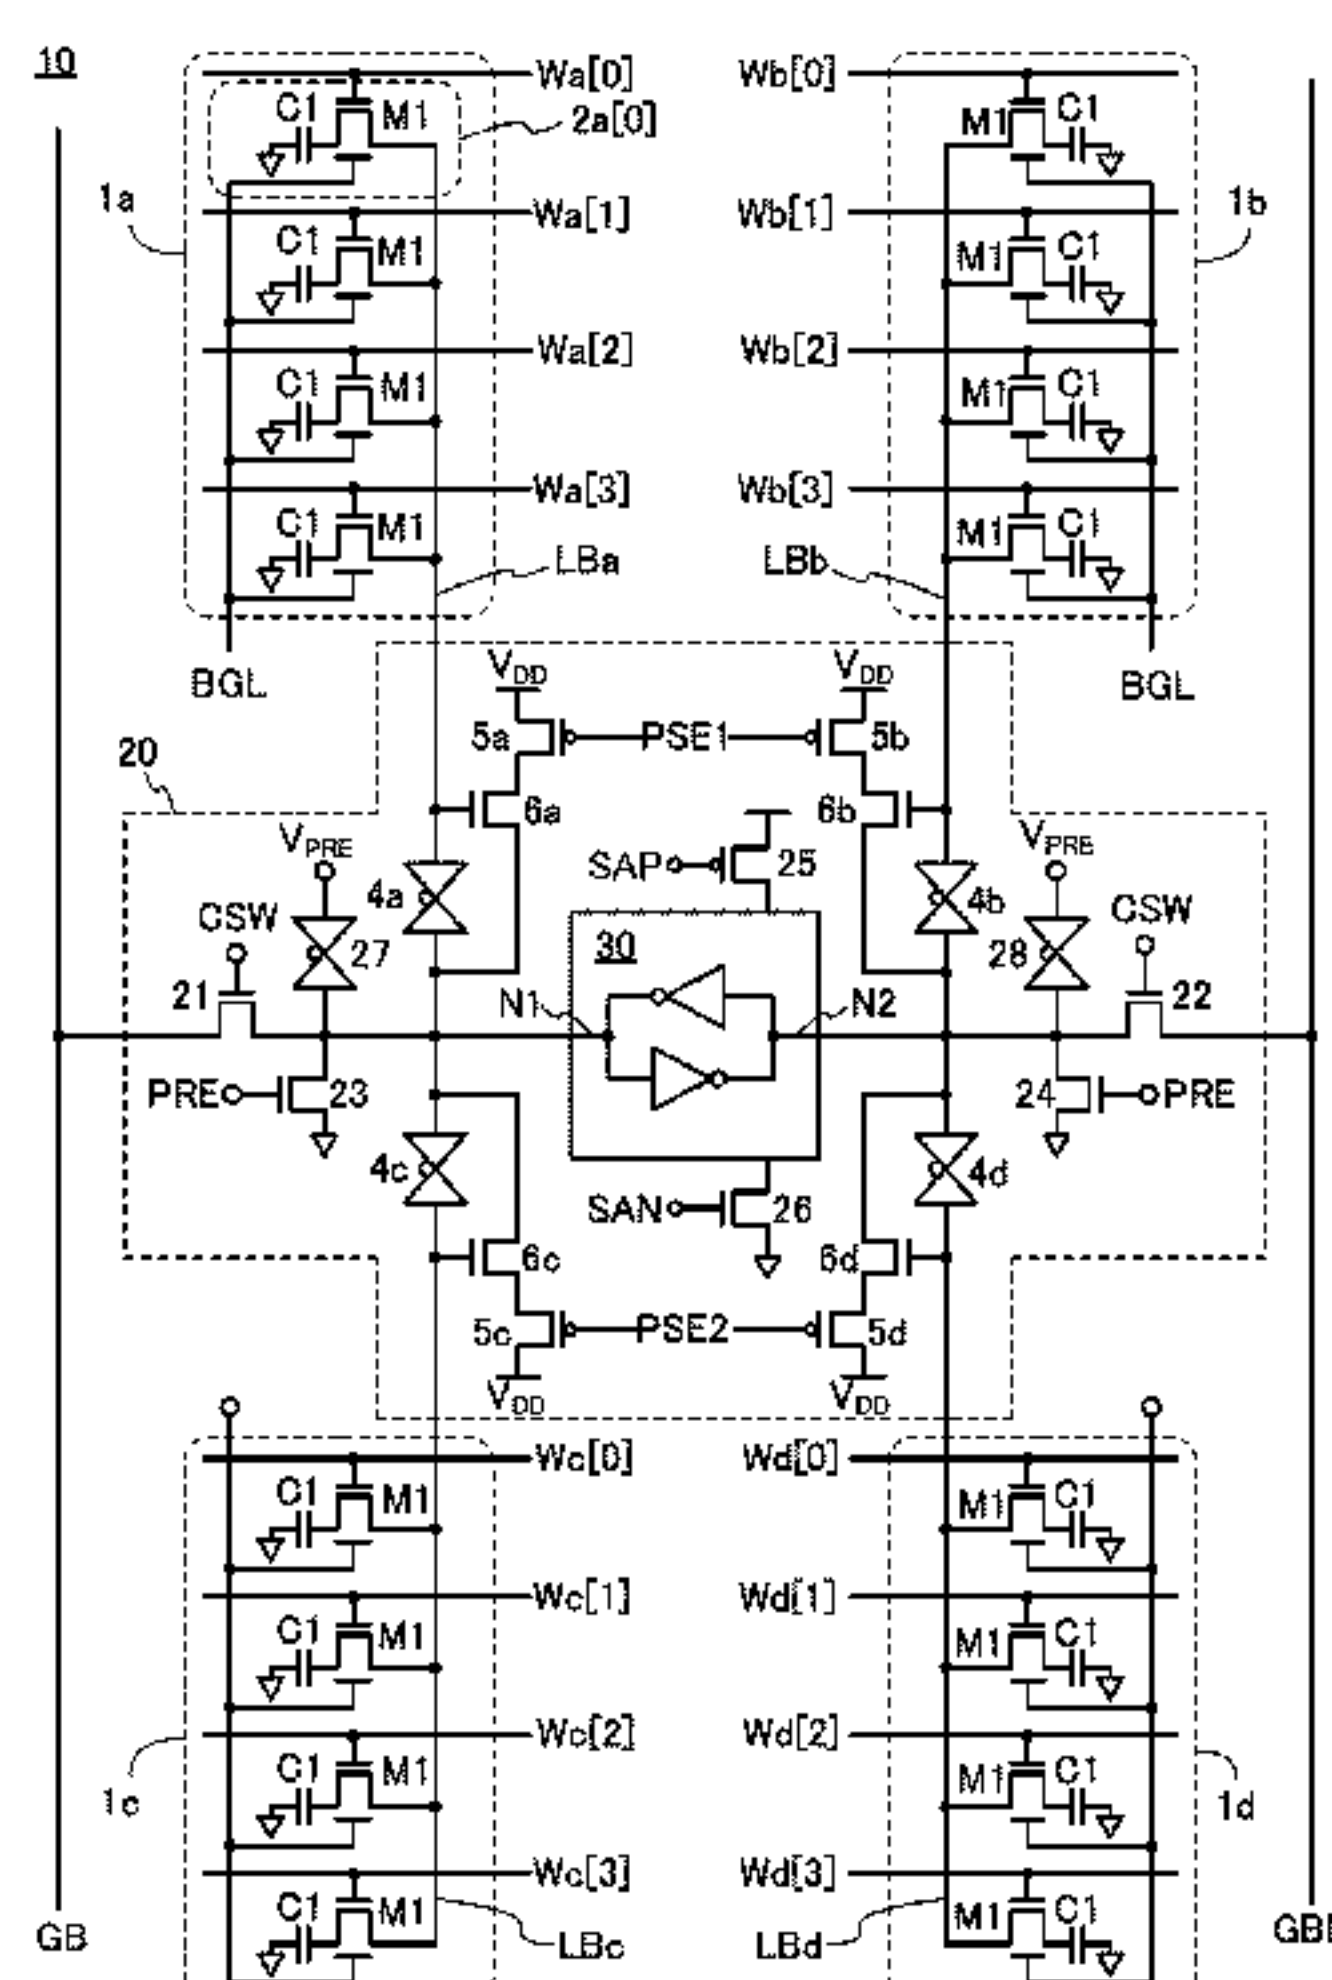 10
Wa[0] Wb[0]
C1 M1 2a[0] M1 C1
1a Wa[1] Wb[1] 1b
C1 M1 M1 C1
Wa[2] Wb[2]
C1 M1 M1 C1
Wa[3] Wb[3]
C1 M1 M1 C1
LBa LBb
BGL VDD VDD BGL
5a PSE1 5b
20
6a 6b
VPRE SAP 25 VPRE
4a 4b
CSW 27 30 28 CSW
21 N1 N2 22
PRE 23 24 PRE
4c 4d
SAN 26
6c 6d
5c PSE2 5d
VDD VDD
Wc[0] Wd[0]
C1 M1 M1 C1
Wc[1] Wd[1]
C1 M1 M1 C1
Wc[2] Wd[2]
C1 M1 M1 C1
1c 1d
Wc[3] Wd[3]
C1 M1 M1 C1
GB LBc LBd